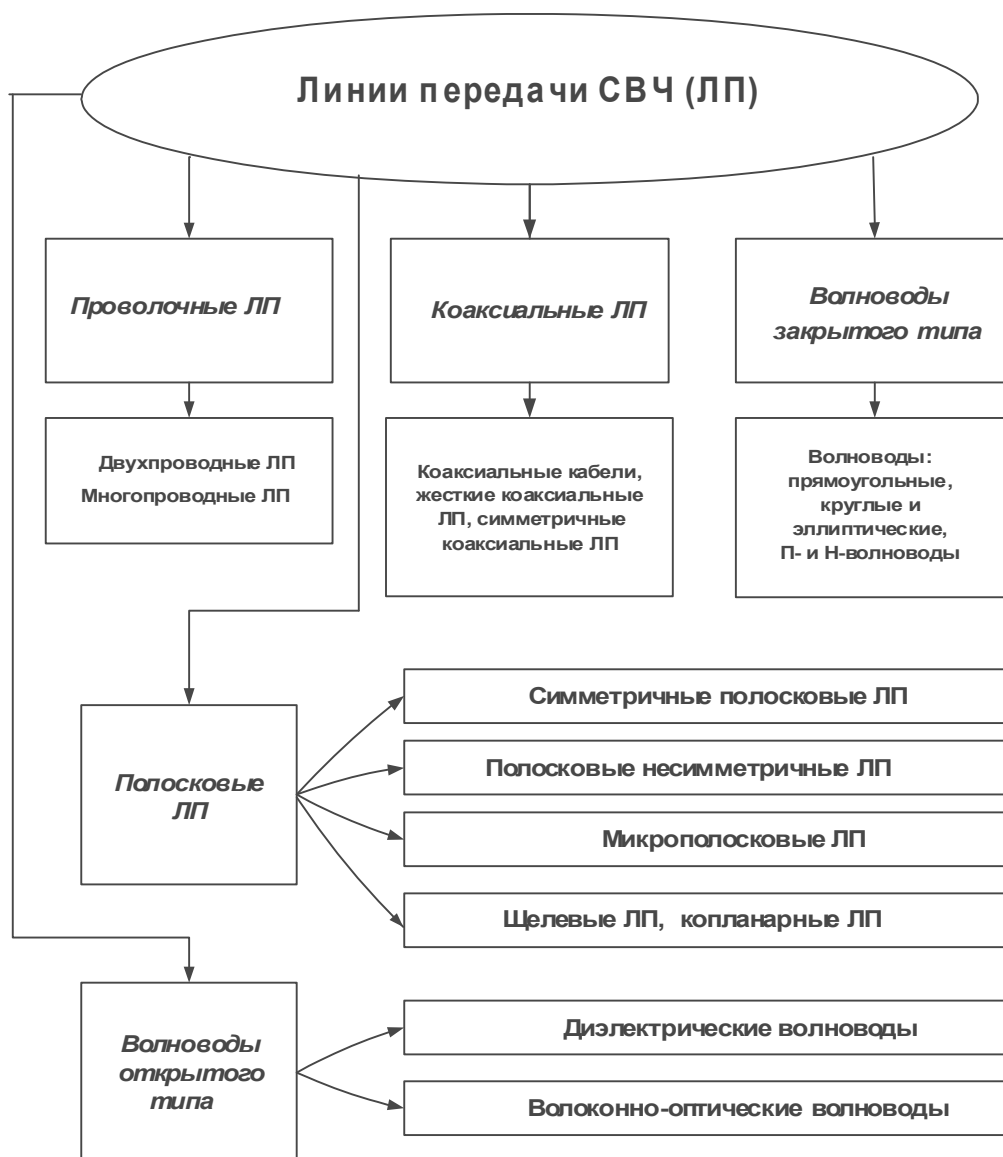 Линии передачи СВЧ (ЛП)
Проволочные ЛП
Коаксиальные ЛП
Волноводы
закрытого типа
Двухпроводные ЛП
Многопроводные ЛП
Коаксиальные кабели,
жесткие коаксиальные
ЛП, симметричные
коаксиальные ЛП
Волноводы:
прямоугольные,
круглые и
эллиптические,
П- и Н-волноводы
Полосковые
ЛП
Симметричные полосковые ЛП
Полосковые несимметричные ЛП
Микрополосковые ЛП
Щелевые ЛП, копланарные ЛП
Волноводы
открытого
типа
Диэлектрические волноводы
Волоконно-оптические волноводы